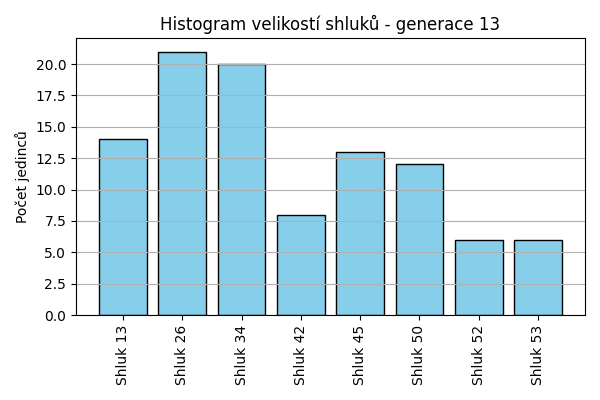 Histogram velikostí shluků - generace 13
Počet jedinců
20.0
17.5
15.0
12.5
10.0
7.5
5.0
2.5
0.0
Shluk 13
Shluk 26
Shluk 34
Shluk 42
Shluk 45
Shluk 50
Shluk 52
Shluk 53